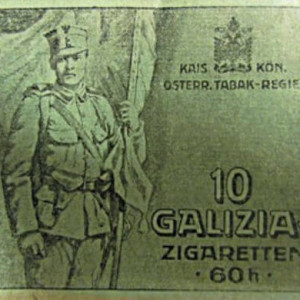 KAIS. KÖN.
ÖSTERR. TABAK-REGIE
10
GALIZIA
ZIGARETTEN
· 60h ·